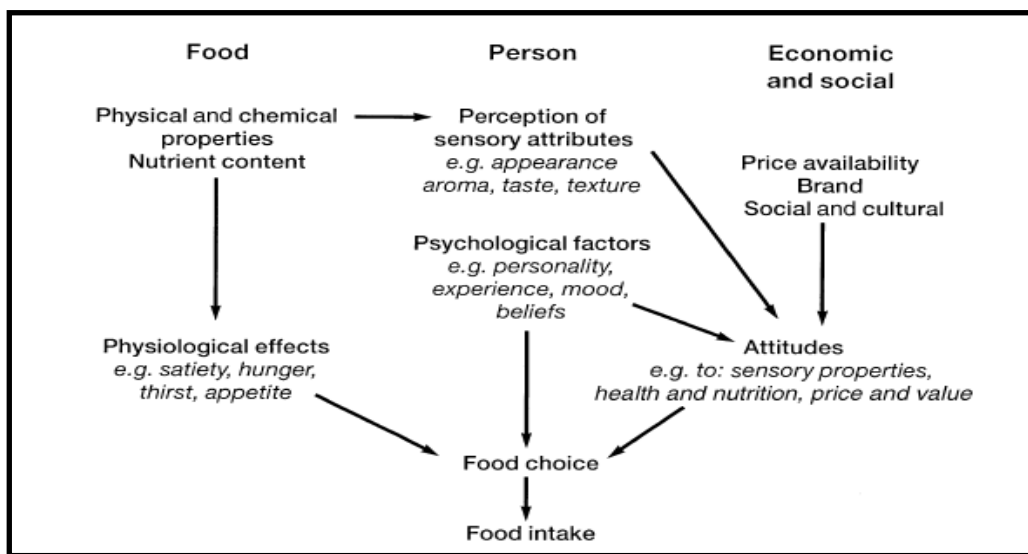 Food
Person
Economic
and social
Physical and chemical
properties
Nutrient content
Perception of
sensory attributes
e.g. appearance
aroma, taste, texture
Price availability
Brand
Social and cultural
Psychological factors
e.g. personality,
experience, mood,
beliefs
Physiological effects
e.g. satiety, hunger,
thirst, appetite
Attitudes
e.g. to: sensory properties,
health and nutrition, price and value
Food choice
Food intake